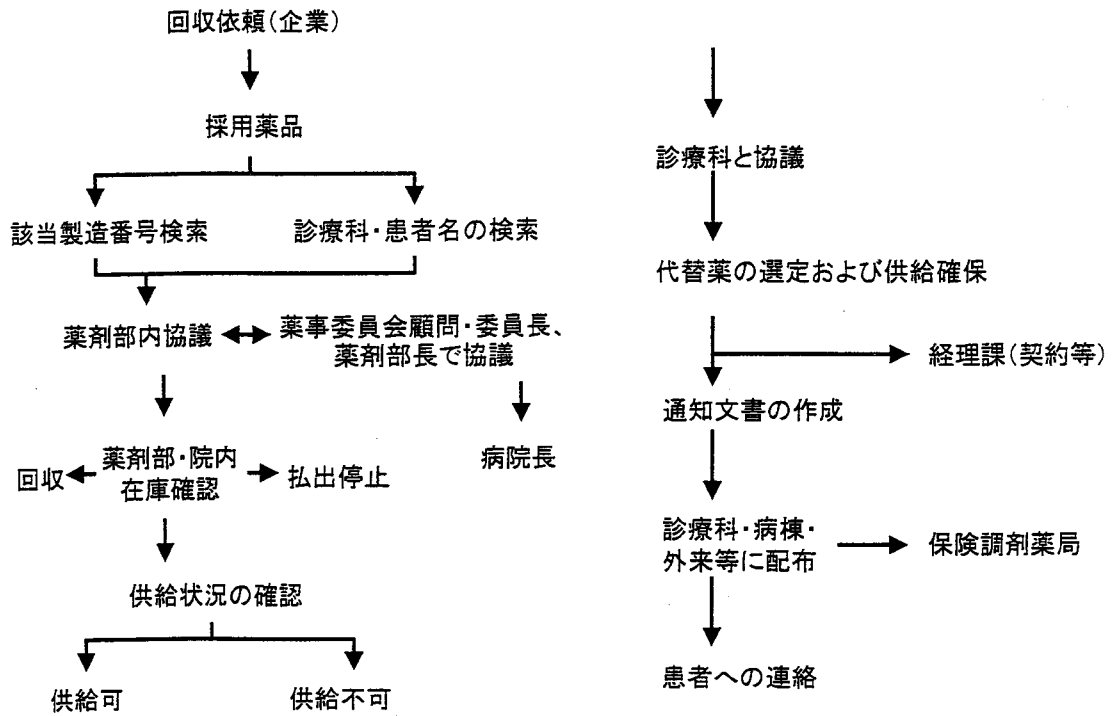 回収依頼(企業)
採用薬品
該当製造番号検索
診療科・患者名の検索
薬剤部内協議
薬事委員会顧問・委員長、
薬剤部長で協議
病院長
回収
薬剤部・院内
在庫確認
払出停止
供給状況の確認
供給可
供給不可
診療科と協議
代替薬の選定および供給確保
経理課(契約等)
通知文書の作成
診療科・病棟・
外来等に配布
保険調剤薬局
患者への連絡